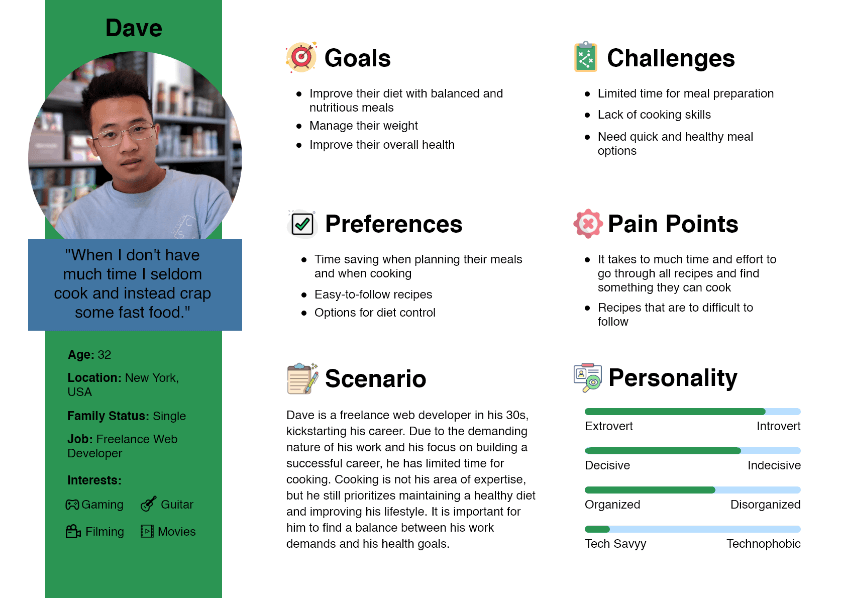 Dave
"When I don't have
much time I seldom
cook and instead crap
some fast food."
Age: 32
Location: New York,
USA
Family Status: Single
Job: Freelance Web
Developer
Interests:
Gaming
Guitar
Filming
Movies
Goals
● Improve their diet with balanced and
nutritious meals
● Manage their weight
● Improve their overall health
Challenges
● Limited time for meal preparation
● Lack of cooking skills
● Need quick and healthy meal
options
Preferences
● Time saving when planning their meals
and when cooking
● Easy-to-follow recipes
● Options for diet control
Pain Points
● It takes to much time and effort to
go through all recipes and find
something they can cook
● Recipes that are to difficult to
follow
Scenario
Dave is a freelance web developer in his 30s,
kickstarting his career. Due to the demanding
nature of his work and his focus on building a
successful career, he has limited time for
cooking. Cooking is not his area of expertise,
but he still prioritizes maintaining a healthy diet
and improving his lifestyle. It is important for
him to find a balance between his work
demands and his health goals.
Personality
Extrovert Introvert
Decisive Indecisive
Organized Disorganized
Tech Savyy Technophobic